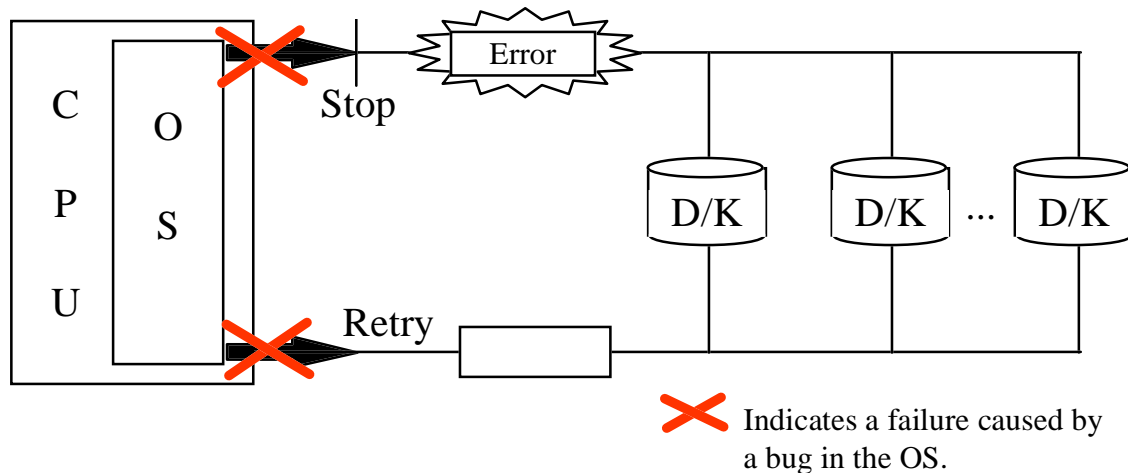 Error
Stop
C
P
U
O
S
D/K
D/K
...
D/K
Retry
Indicates a failure caused by
a bug in the OS.